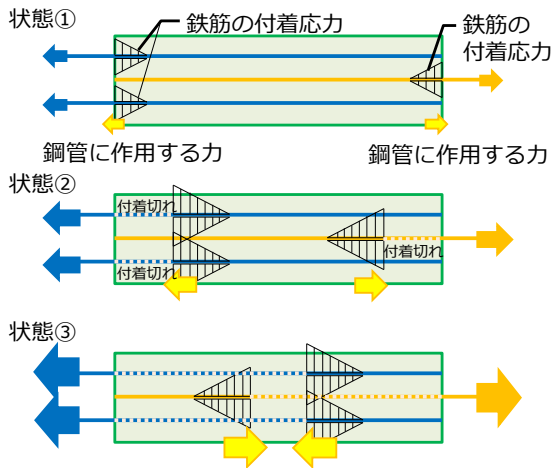 状態①
鉄筋の付着応力
鉄筋の
付着応力
鋼管に作用する力
鋼管に作用する力
状態②
付着切れ
付着切れ
付着切れ
状態③